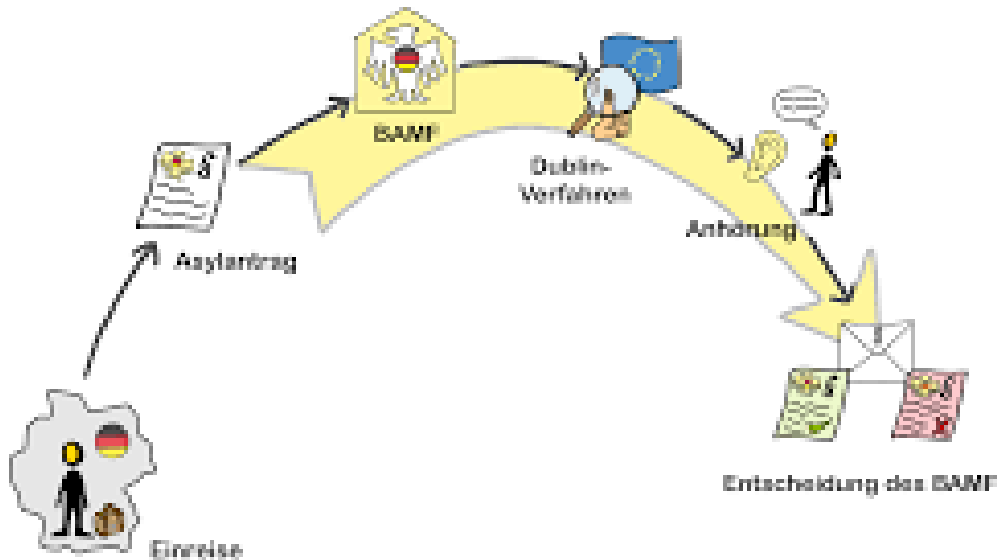 Einreise
Asylantrag
BAMF
Dublin-
Verfahren
Anhörung
Entscheidung des BAMF